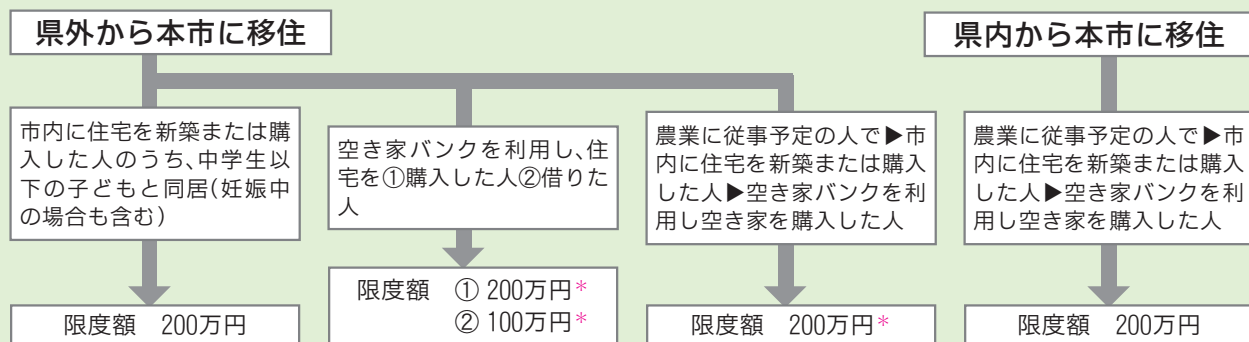 県外から本市に移住
市内に住宅を新築または購
入した人のうち、中学生以
下の子どもと同居(妊娠中
の場合も含む)
限度額 200万円
空き家バンクを利用し、住
宅を①購入した人②借りた
人
限度額 ① 200万円*
② 100万円*
農業に従事予定の人で▶市
内に住宅を新築または購入
した人▶空き家バンクを利
用し空き家を購入した人
限度額 200万円*
県内から本市に移住
農業に従事予定の人で▶市
内に住宅を新築または購入
した人▶空き家バンクを利
用し空き家を購入した人
限度額 200万円